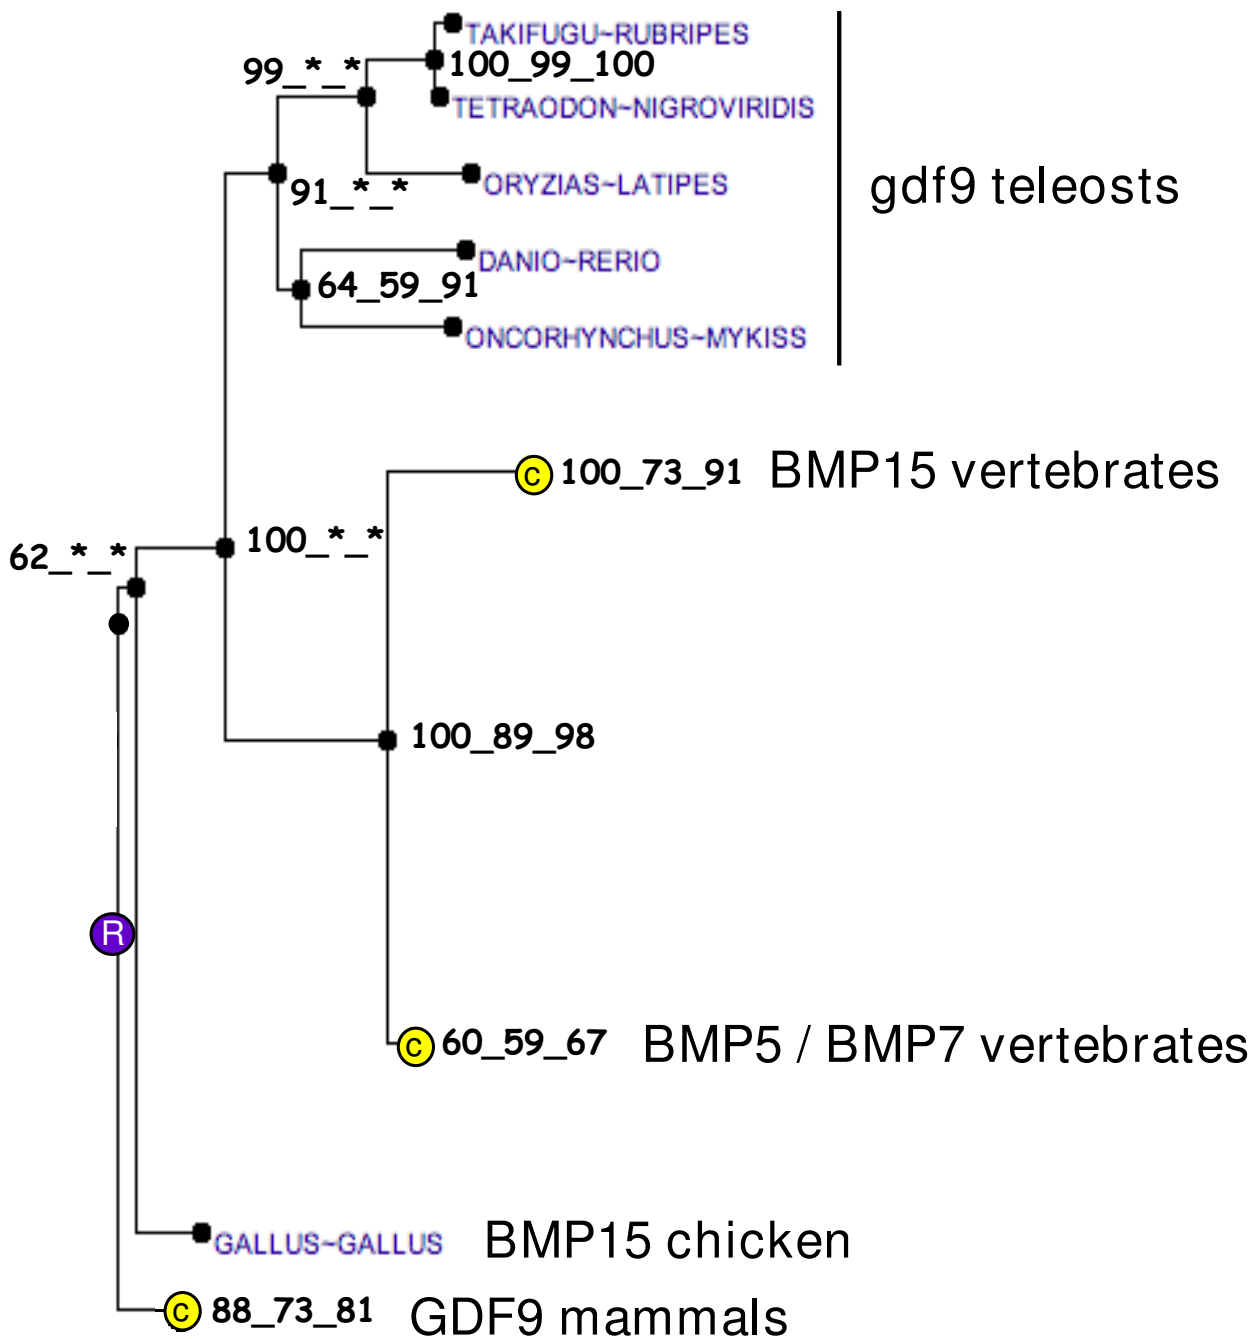 TAKIFUGU~RUBRIPES
99_*_*
100_99_100
TETRAODON~NIGROVIRIDIS
91_*_*
ORYZIAS~LATIPES
gdf9 teleosts
DANIO~RERIO
64_59_91
ONCORHYNCHUS~MYKISS
C 100_73_91 BMP15 vertebrates
62_*_*
100_*_*
100_89_98
R
C 60_59_67 BMP5 / BMP7 vertebrates
GALLUS~GALLUS BMP15 chicken
C 88_73_81 GDF9 mammals